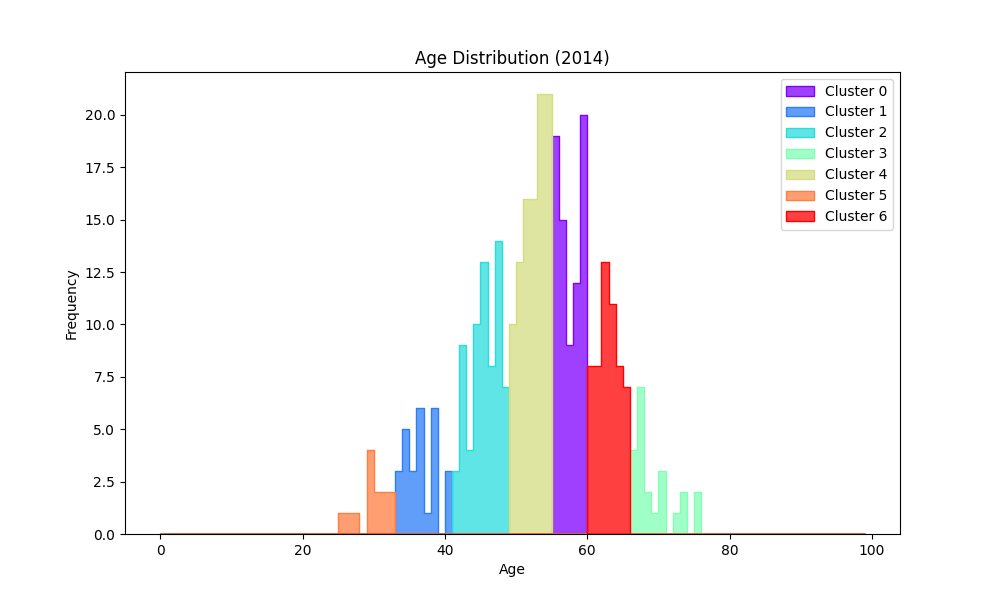 Age Distribution (2014)
Cluster 0
Cluster 1
Cluster 2
Cluster 3
Cluster 4
Cluster 5
Cluster 6
Frequency
20.0
17.5
15.0
12.5
10.0
7.5
5.0
2.5
0.0
0 20 40 60 80 100
Age